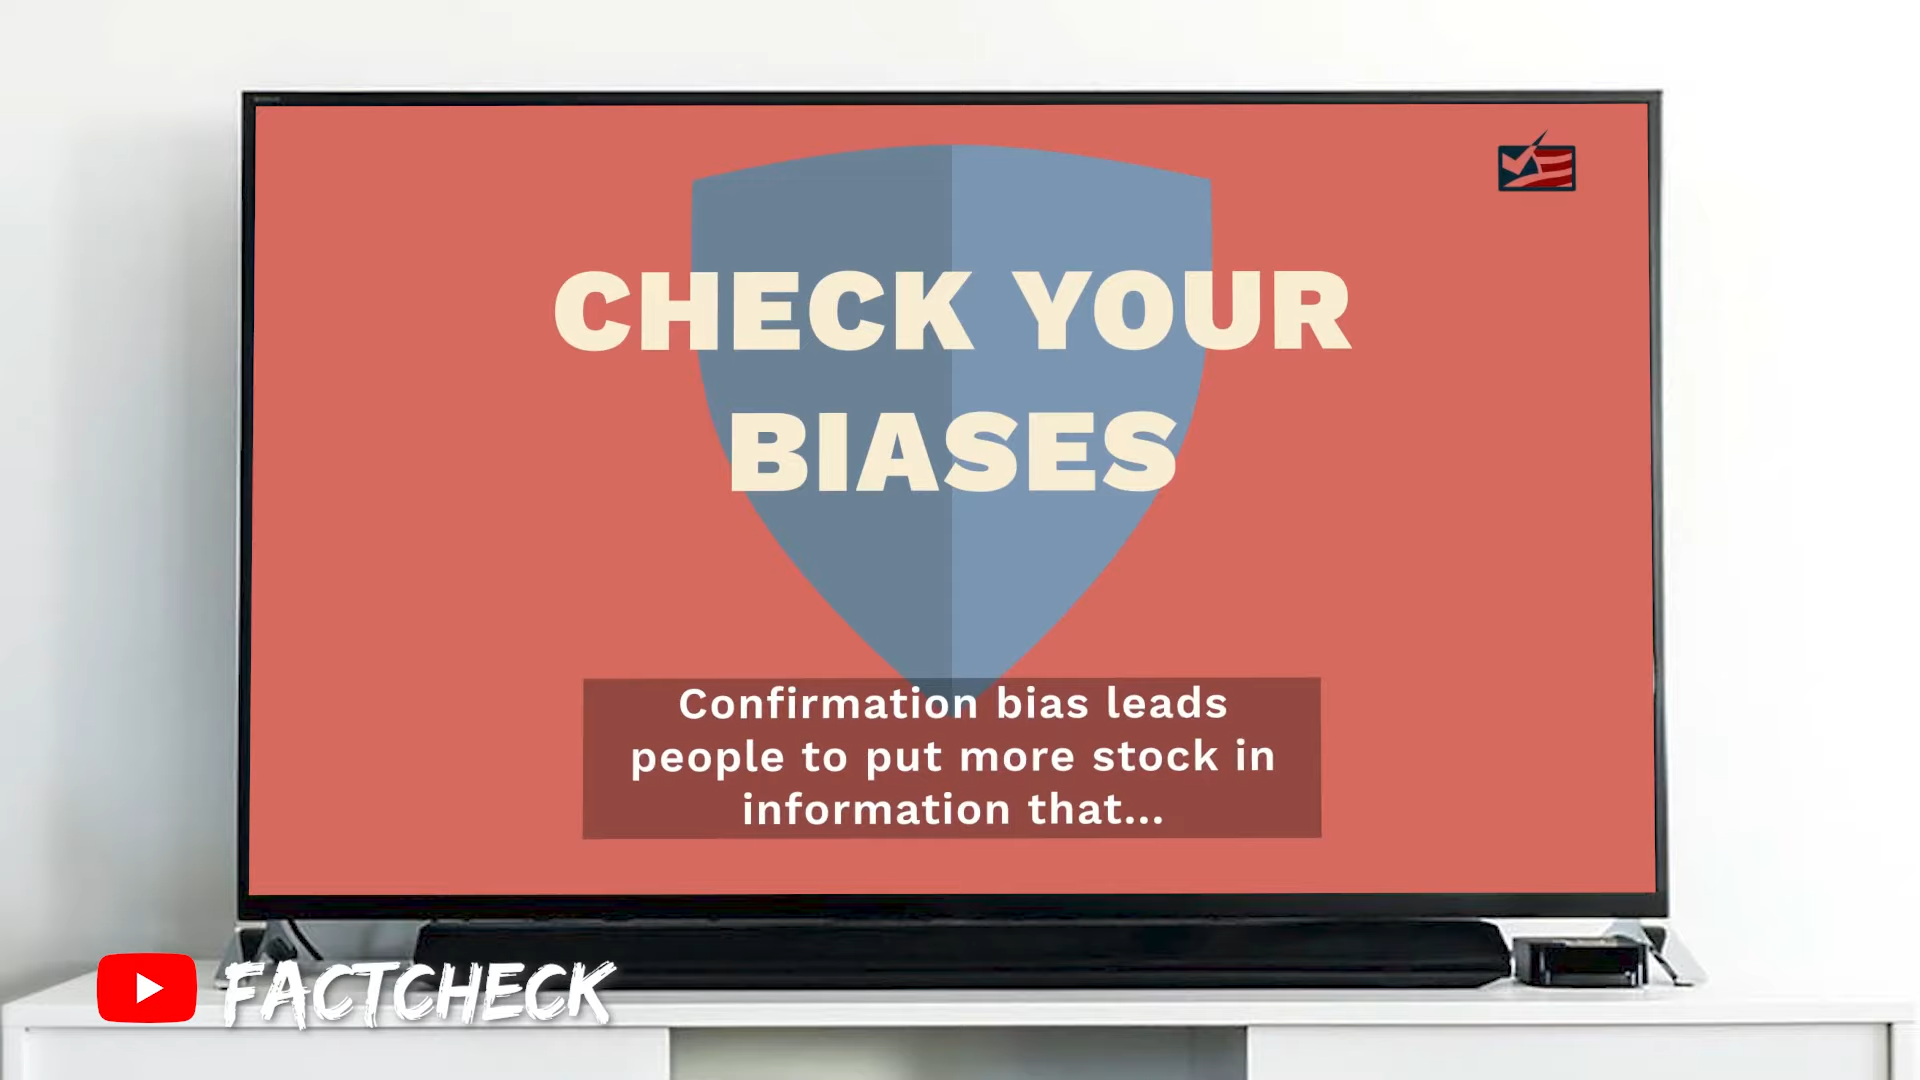 CHECK YOUR
BIASES
Confirmation bias leads
people to put more stock in
information that...
FACTCHECK